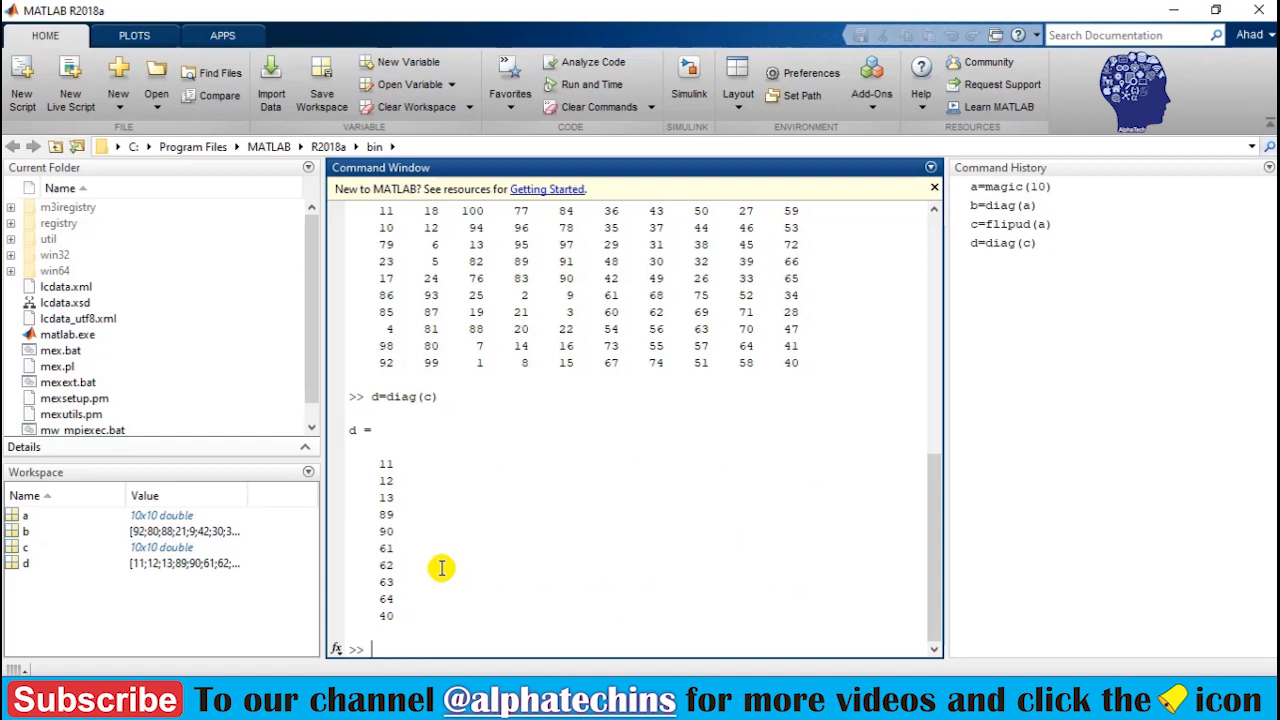 MATLAB R2018a
HOME PLOTS APPS Search Documentation Ahad
New Script New Live Script New Open Find Files Compare Import Data Save Workspace New Variable Open Variable Clear Workspace Favorites Analyze Code Run and Time Clear Commands Simulink Layout Preferences Set Path Add-Ons Help Community Request Support Learn MATLAB
AlphaTech
FILE VARIABLE CODE SIMULINK ENVIRONMENT RESOURCES
C: Program Files MATLAB R2018a bin
Current Folder
Name
m3iregistry
registry
util
win32
win64
lcdata.xml
lcdata.xsd
lcdata_utf8.xml
matlab.exe
mex.bat
mex.pl
mexext.bat
mexsetup.pm
mexutils.pm
mw_mpiexec.bat
Details
Workspace
Name Value
a 10x10 double
b [92;80;88;21;9;42;30;3...
c 10x10 double
d [11;12;13;89;90;61;62;...
Command Window
New to MATLAB? See resources for Getting Started.
11 18 100 77 84 36 43 50 27 59
10 12 94 96 78 35 37 44 46 53
79 6 13 95 97 29 31 38 45 72
23 5 82 89 91 48 30 32 39 66
17 24 76 83 90 42 49 26 33 65
86 93 25 2 9 61 68 75 52 34
85 87 19 21 3 60 62 69 71 28
4 81 88 20 22 54 56 63 70 47
98 80 7 14 16 73 55 57 64 41
92 99 1 8 15 67 74 51 58 40
>> d=diag(c)
d =
11
12
13
89
90
61
62
63
64
40
fx >>
Command History
a=magic(10)
b=diag(a)
c=flipud(a)
d=diag(c)
Subscribe To our channel @alphatechins for more videos and click the icon